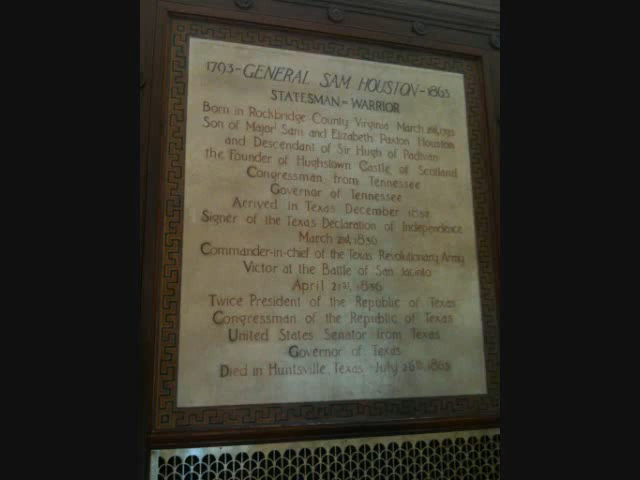 1793-GENERAL SAM HOUSTON-1863
STATESMAN-WARRIOR
Born in Rockbridge County Virginia March 2nd, 1793
Son of Major Sam and Elizabeth Paxton Houston
and Descendant of Sir Hugh of Padivan
the Founder of Hughstown Castle of Scotland
Congressman from Tennessee
Governor of Tennessee
Arrived in Texas December 1832
Signer of the Texas Declaration of Independence
March 2nd, 1836
Commander-in-chief of the Texas Revolutionary Army
Victor at the Battle of San Jacinto
April 21st, 1836
Twice President of the Republic of Texas
Congressman of the Republic of Texas
United States Senator from Texas
Governor of Texas
Died in Huntsville, Texas July 26th, 1863